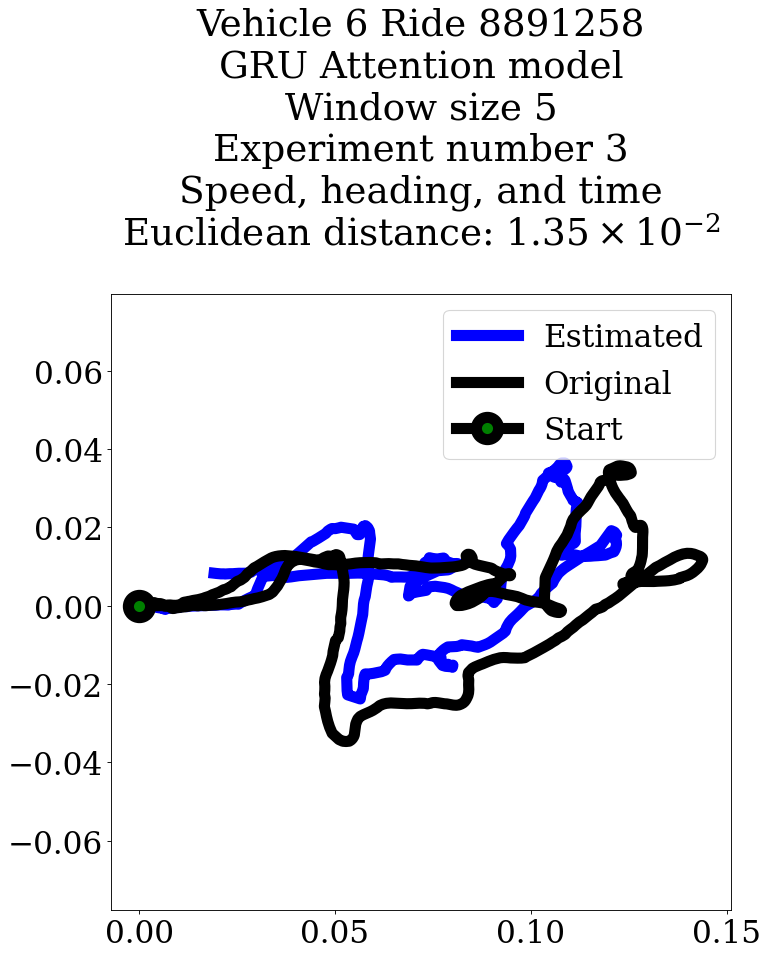 Vehicle 6 Ride 8891258
GRU Attention model
Window size 5
Experiment number 3
Speed, heading, and time
Euclidean distance: 1.35 × 10⁻²
Estimated
Original
Start
0.06
0.04
0.02
0.00
−0.02
−0.04
−0.06
0.00 0.05 0.10 0.15